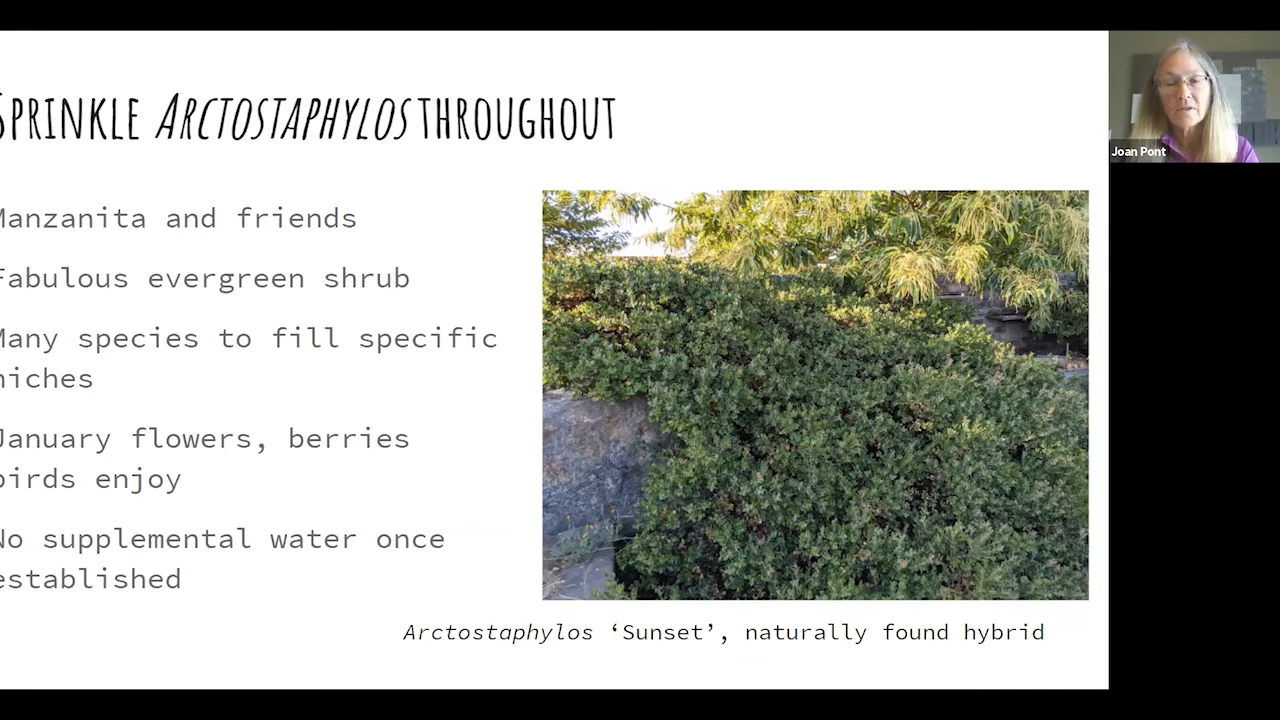 SPRINKLE ARCTOSTAPHYLOS THROUGHOUT
Joan Pont
Manzanita and friends
Fabulous evergreen shrub
Many species to fill specific
niches
January flowers, berries
birds enjoy
No supplemental water once
established
Arctostaphylos ‘Sunset’, naturally found hybrid